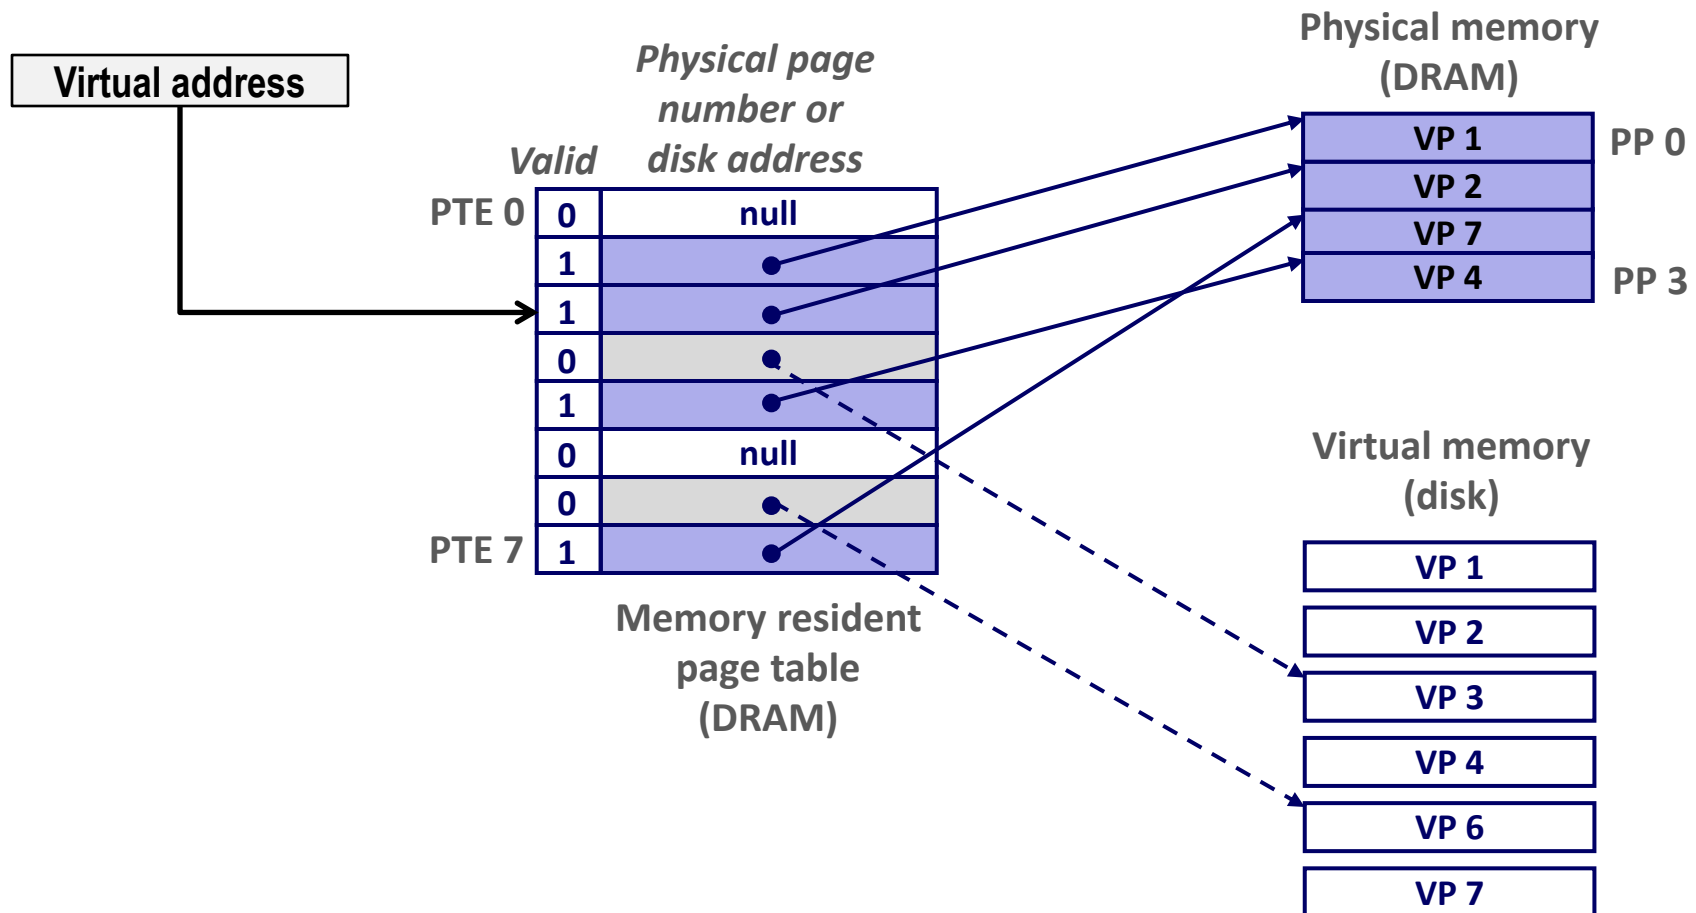 Virtual address
Physical page
number or
disk address
Valid
PTE 0
0
null
1
1
0
1
0
null
0
PTE 7
1
Memory resident
page table
(DRAM)
Physical memory
(DRAM)
VP 1
PP 0
VP 2
VP 7
VP 4
PP 3
Virtual memory
(disk)
VP 1
VP 2
VP 3
VP 4
VP 6
VP 7